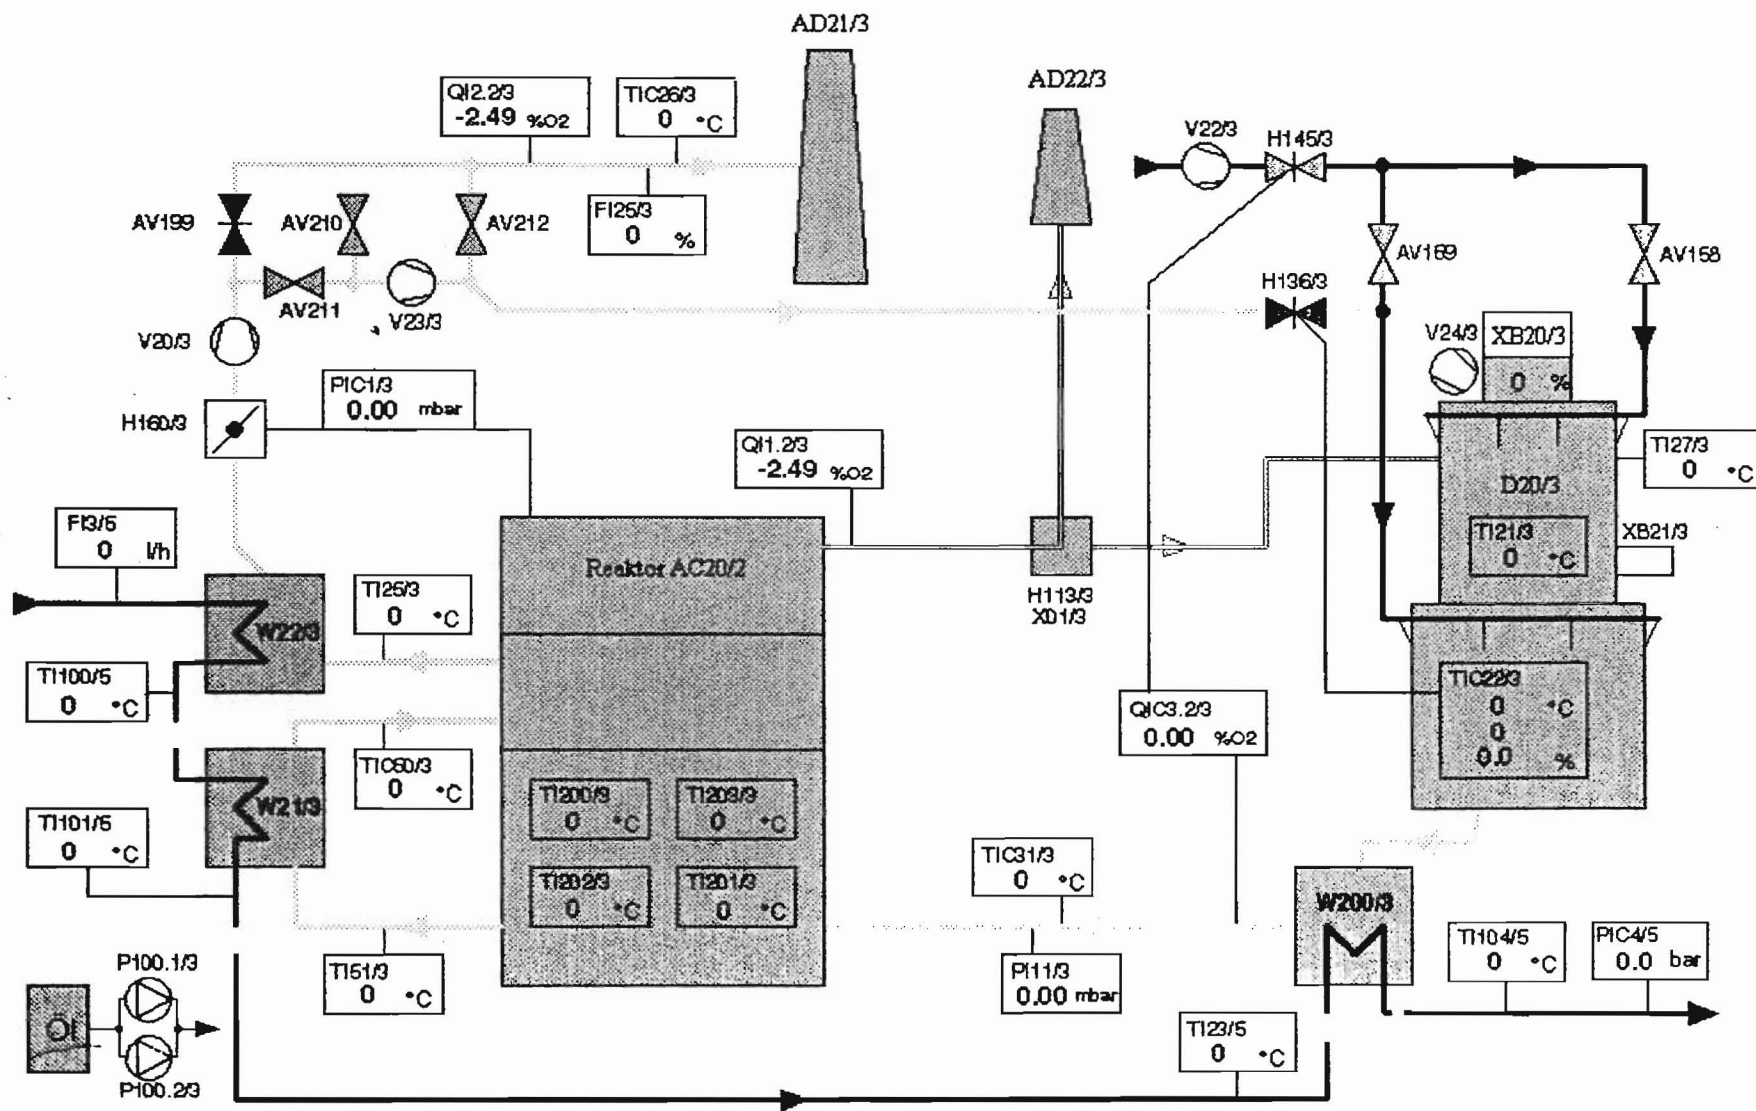 AD21/3
AD22/3
QI2.2/3
-2.49 %O2
TIC26/3
0 °C
V22/3
H145/3
AV199
AV210
AV212
FI25/3
0 %
AV169
AV158
AV211
V23/3
H136/3
V20/3
V24/3
XB20/3
0 %
PIC1/3
0.00 mbar
H160/3
QI1.2/3
-2.49 %O2
TI27/3
0 °C
D20/3
FI3/5
0 l/h
Reaktor AC20/2
TI21/3
0 °C
XB21/3
H113/3
X01/3
TI25/3
0 °C
W22/3
TI100/5
0 °C
TIC22/3
0 °C
0
0.0 %
QIC3.2/3
0.00 %O2
TIC60/3
0 °C
W21/3
TI200/3
0 °C
TI203/3
0 °C
TI101/5
0 °C
TI202/3
0 °C
TI201/3
0 °C
TIC31/3
0 °C
W200/3
TI104/5
0 °C
PIC4/5
0.0 bar
P100.1/3
TI51/3
0 °C
PI11/3
0.00 mbar
Öl
TI23/5
0 °C
P100.2/3